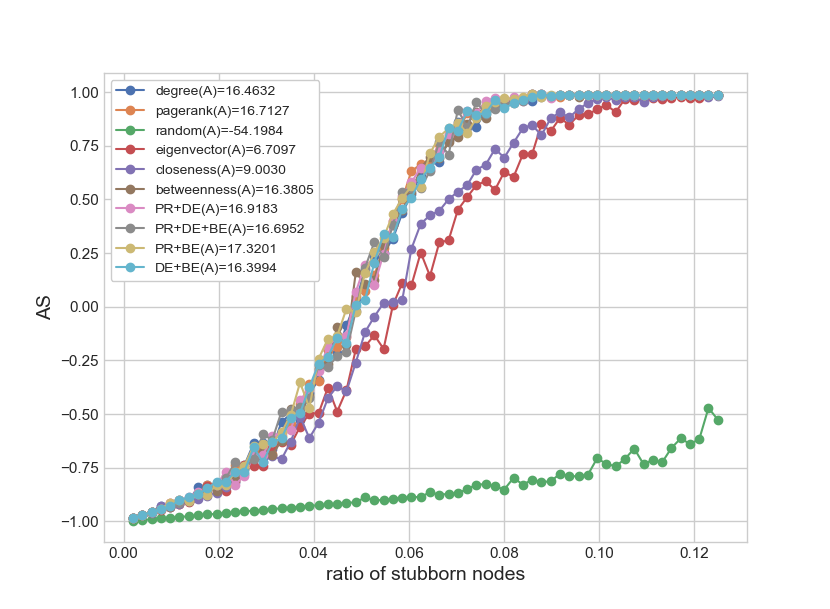 degree(A)=16.4632
pagerank(A)=16.7127
random(A)=-54.1984
eigenvector(A)=6.7097
closeness(A)=9.0030
betweenness(A)=16.3805
PR+DE(A)=16.9183
PR+DE+BE(A)=16.6952
PR+BE(A)=17.3201
DE+BE(A)=16.3994
AS
1.00
0.75
0.50
0.25
0.00
−0.25
−0.50
−0.75
−1.00
0.00 0.02 0.04 0.06 0.08 0.10 0.12
ratio of stubborn nodes